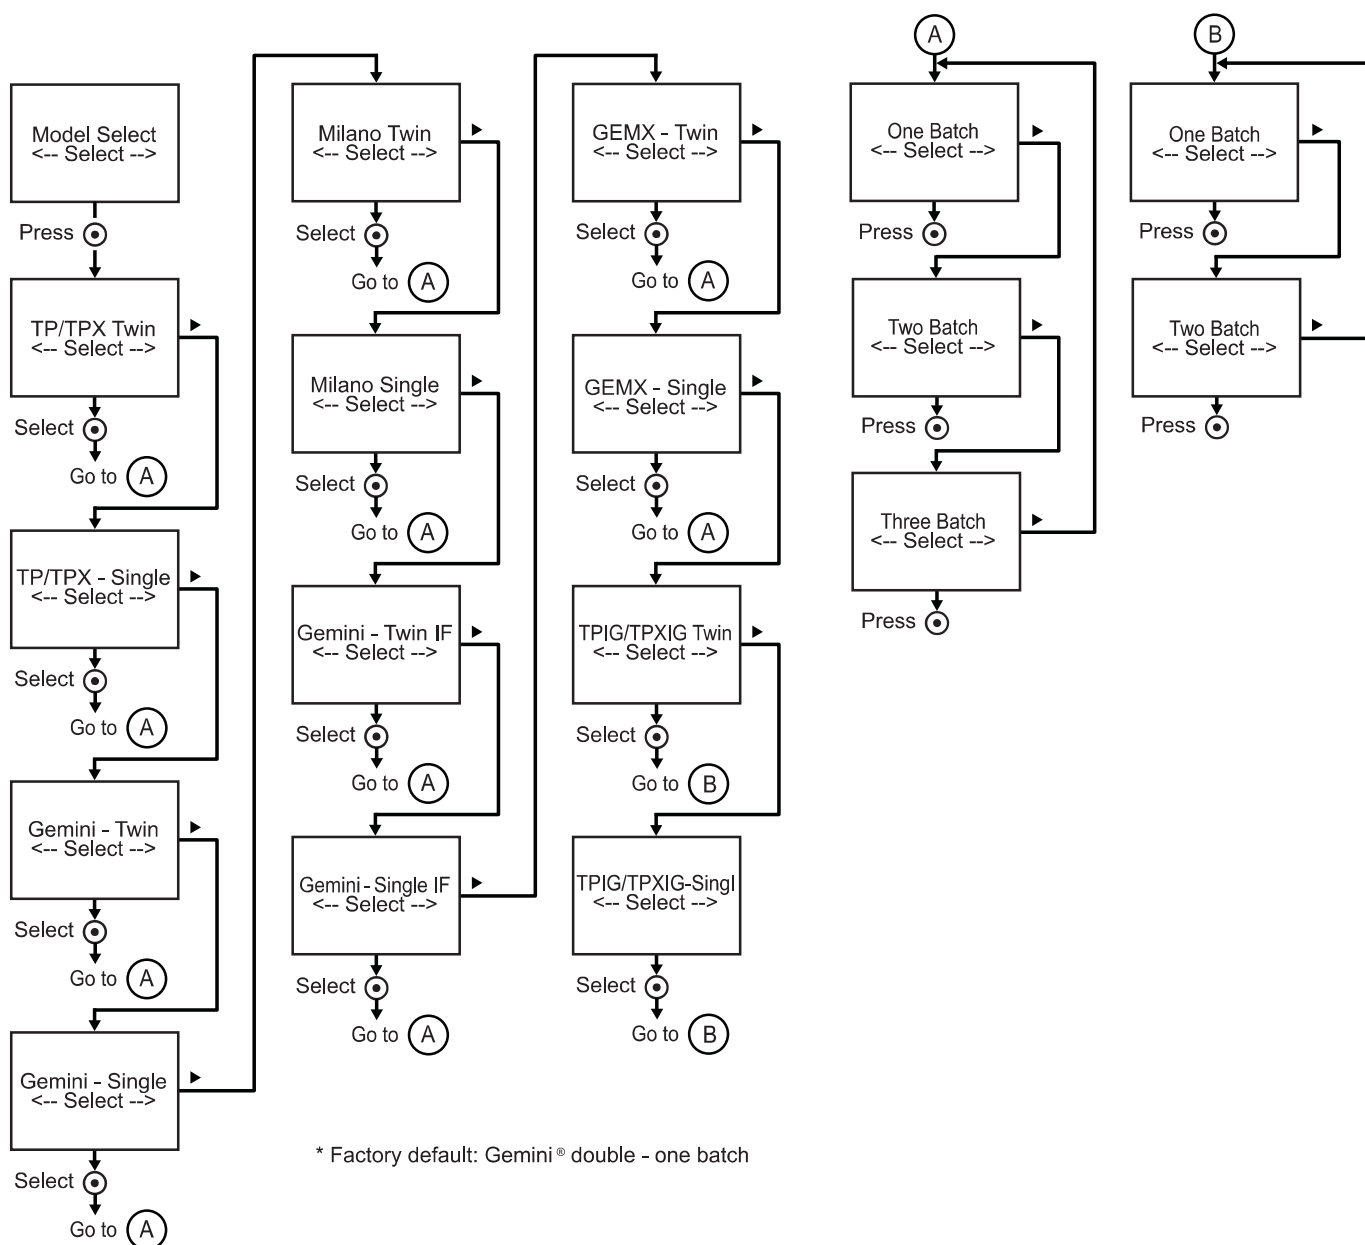 Model Select
<-- Select -->
Press
TP/TPX Twin
<-- Select -->
Select
Go to A
TP/TPX - Single
<-- Select -->
Select
Go to A
Gemini - Twin
<-- Select -->
Select
Go to A
Gemini - Single
<-- Select -->
Select
Go to A
Milano Twin
<-- Select -->
Select
Go to A
Milano Single
<-- Select -->
Select
Go to A
Gemini - Twin IF
<-- Select -->
Select
Go to A
Gemini - Single IF
<-- Select -->
Select
Go to A
GEMX - Twin
<-- Select -->
Select
Go to A
GEMX - Single
<-- Select -->
Select
Go to A
TPIG/TPXIG Twin
<-- Select -->
Select
Go to B
TPIG/TPXIG-Singl
<-- Select -->
Select
Go to B
A
One Batch
<-- Select -->
Press
Two Batch
<-- Select -->
Press
Three Batch
<-- Select -->
Press
B
One Batch
<-- Select -->
Press
Two Batch
<-- Select -->
Press
* Factory default: Gemini® double - one batch